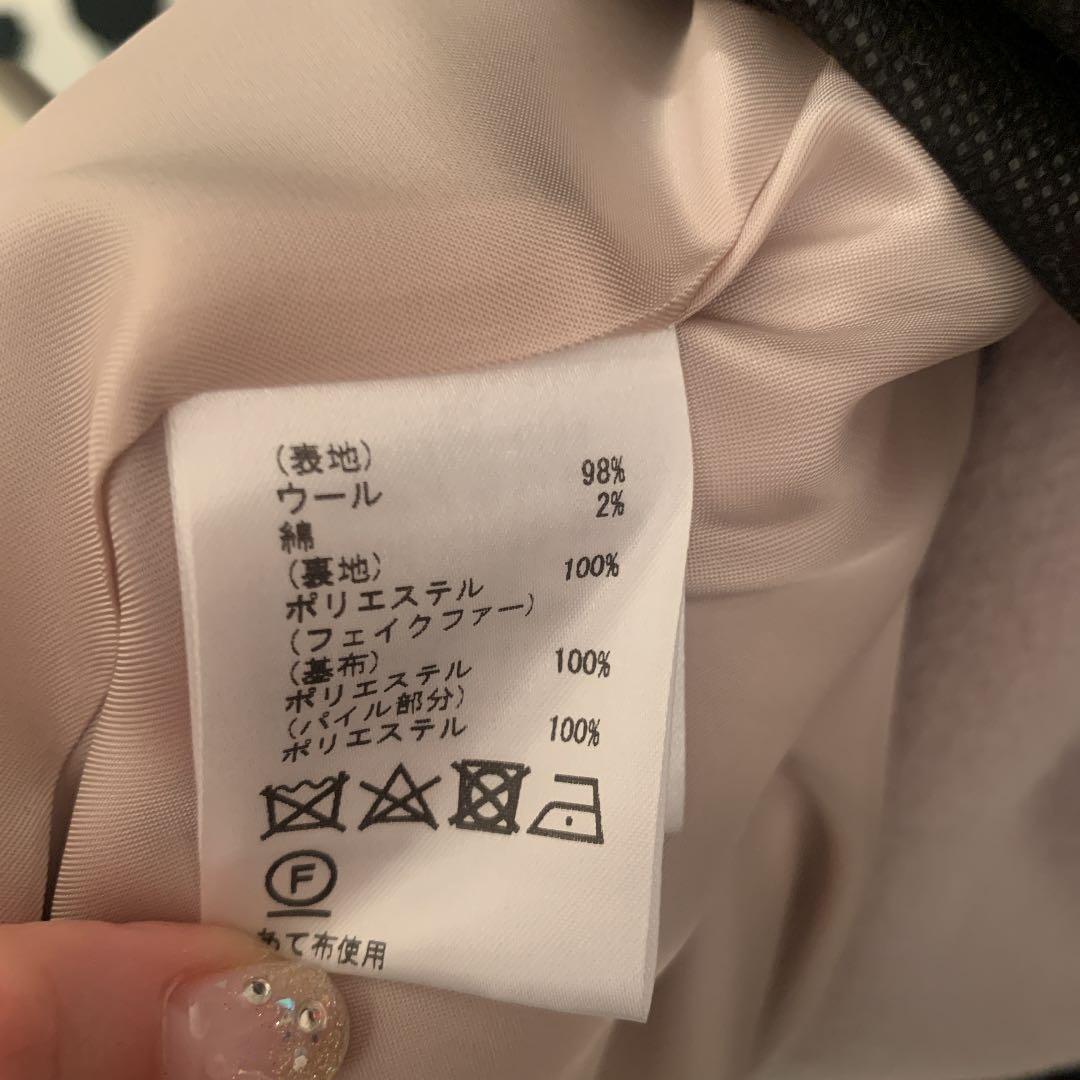 (表地)
ウール 98%
綿 2%
(裏地)
ポリエステル 100%
(フェイクファー)
(基布)
ポリエステル 100%
(パイル部分)
ポリエステル 100%
F
あて布使用